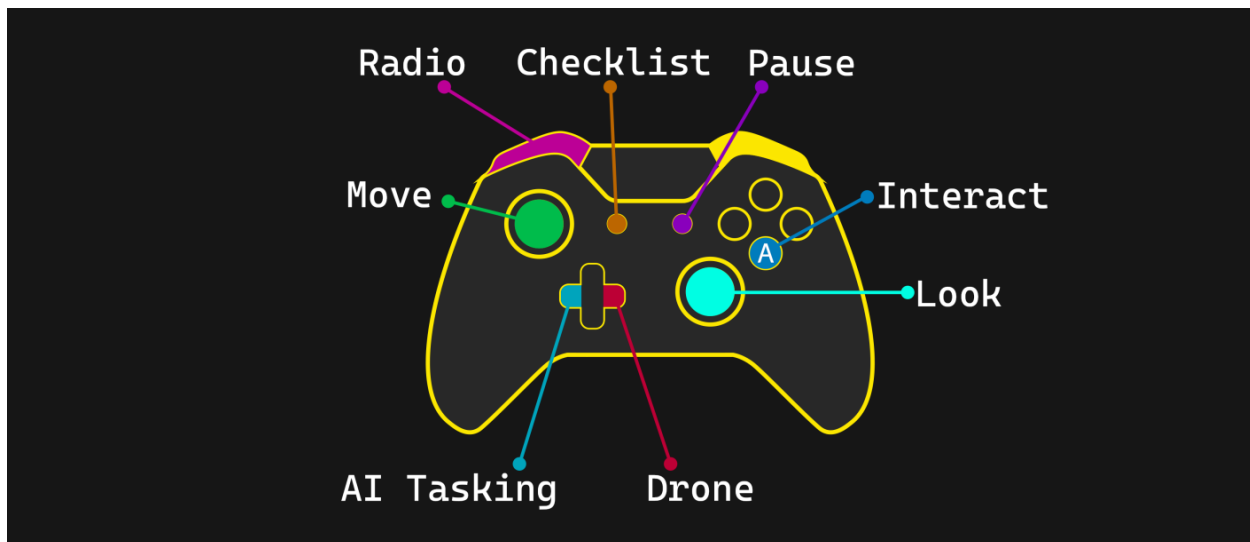 Radio Checklist Pause
Move
Interact
A
Look
AI Tasking Drone